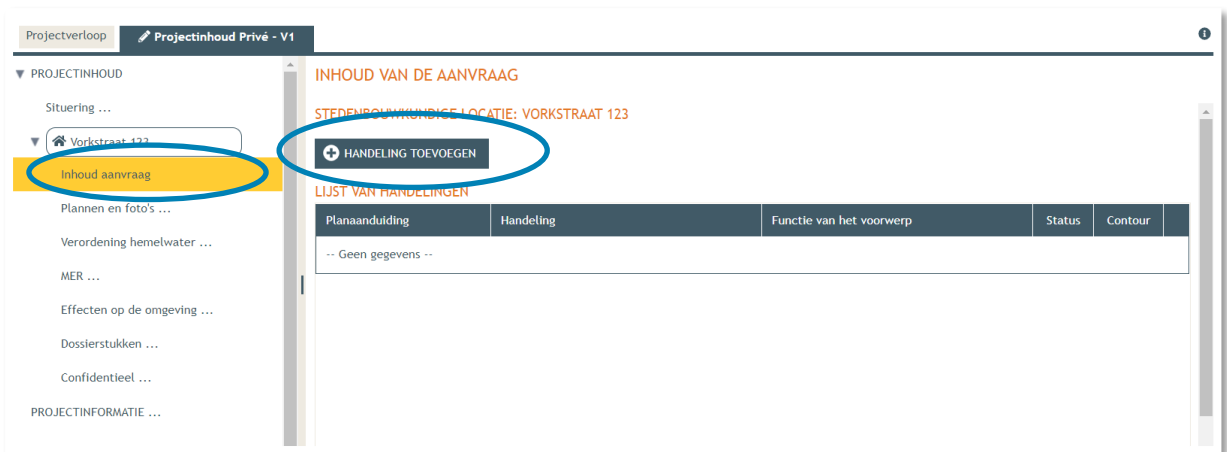 Projectverloop
Projectinhoud Privé - V1
PROJECTINHOUD
Situering ...
Vorkstraat 123
Inhoud aanvraag
Plannen en foto's ...
Verordening hemelwater ...
MER ...
Effecten op de omgeving ...
Dossierstukken ...
Confidentieel ...
PROJECTINFORMATIE ...
INHOUD VAN DE AANVRAAG
STEDENBOUWKUNDIGE LOCATIE: VORKSTRAAT 123
HANDELING TOEVOEGEN
LIJST VAN HANDELINGEN
Planaanduiding Handeling Functie van het voorwerp Status Contour
-- Geen gegevens --